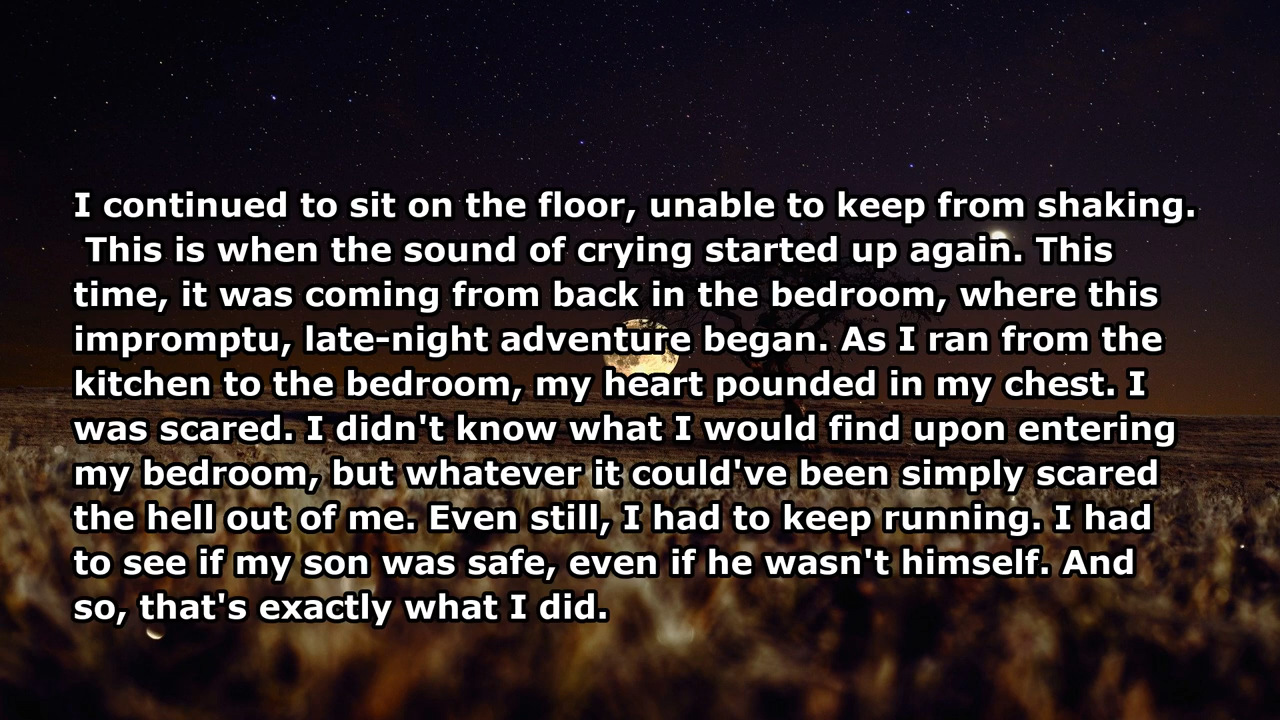 I continued to sit on the floor, unable to keep from shaking.
This is when the sound of crying started up again. This
time, it was coming from back in the bedroom, where this
impromptu, late-night adventure began. As I ran from the
kitchen to the bedroom, my heart pounded in my chest. I
was scared. I didn't know what I would find upon entering
my bedroom, but whatever it could've been simply scared
the hell out of me. Even still, I had to keep running. I had
to see if my son was safe, even if he wasn't himself. And
so, that's exactly what I did.